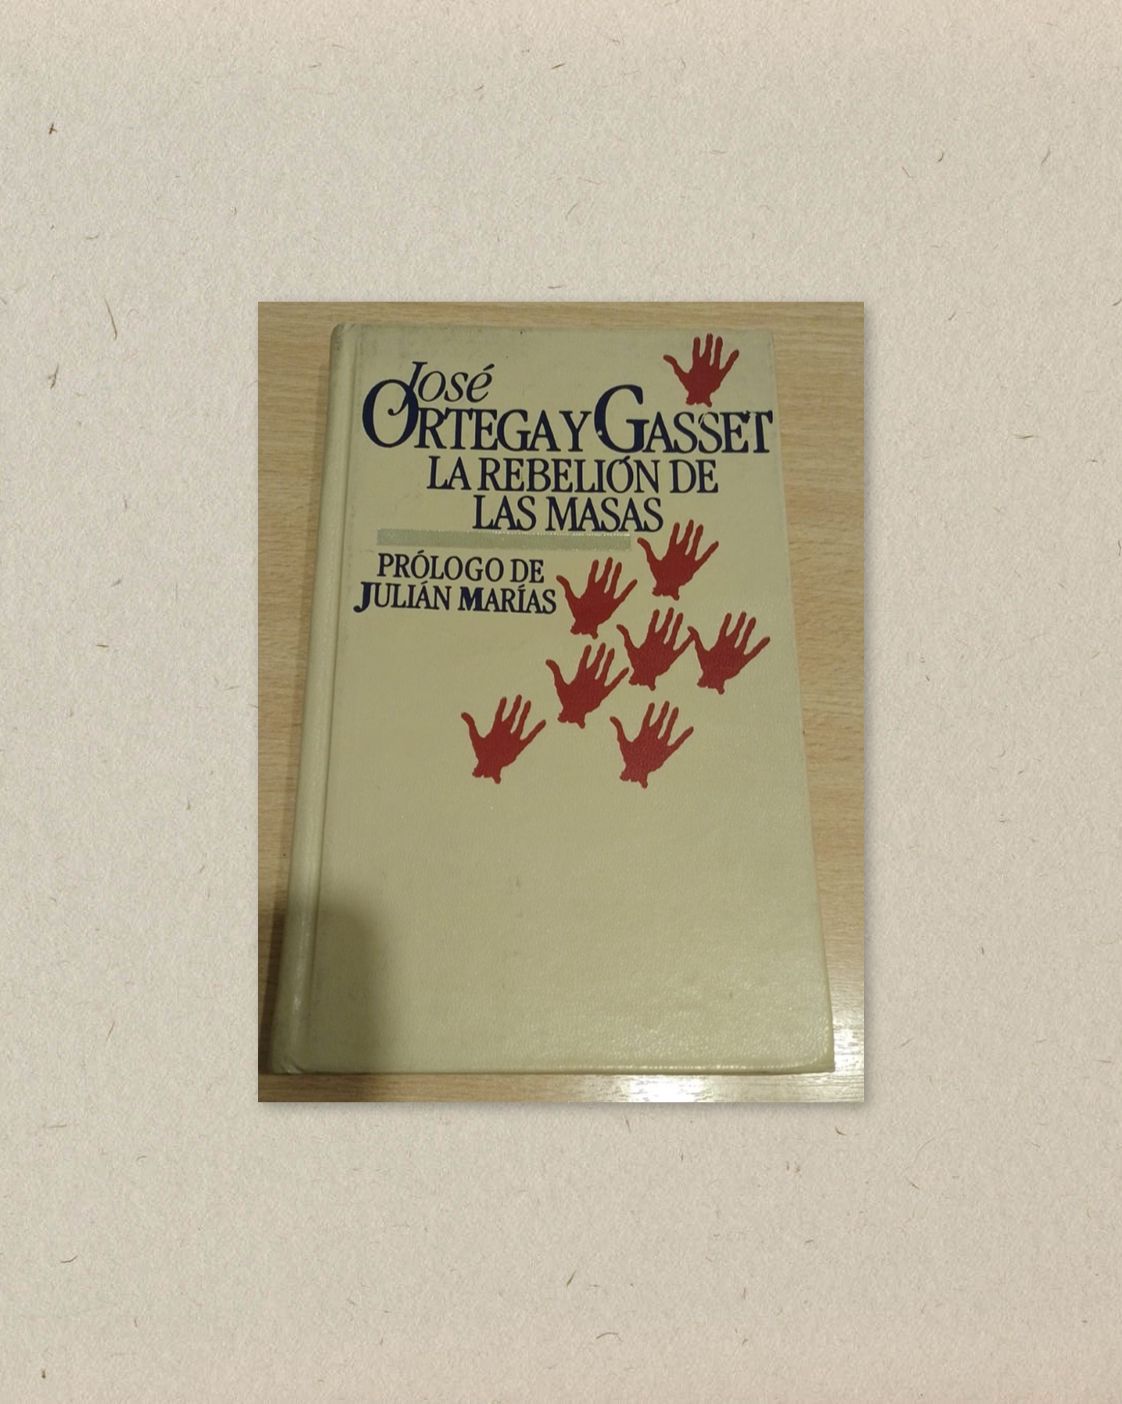 José
ORTEGA Y GASSET
LA REBELIÓN DE
LAS MASAS
PRÓLOGO DE
JULIÁN MARÍAS